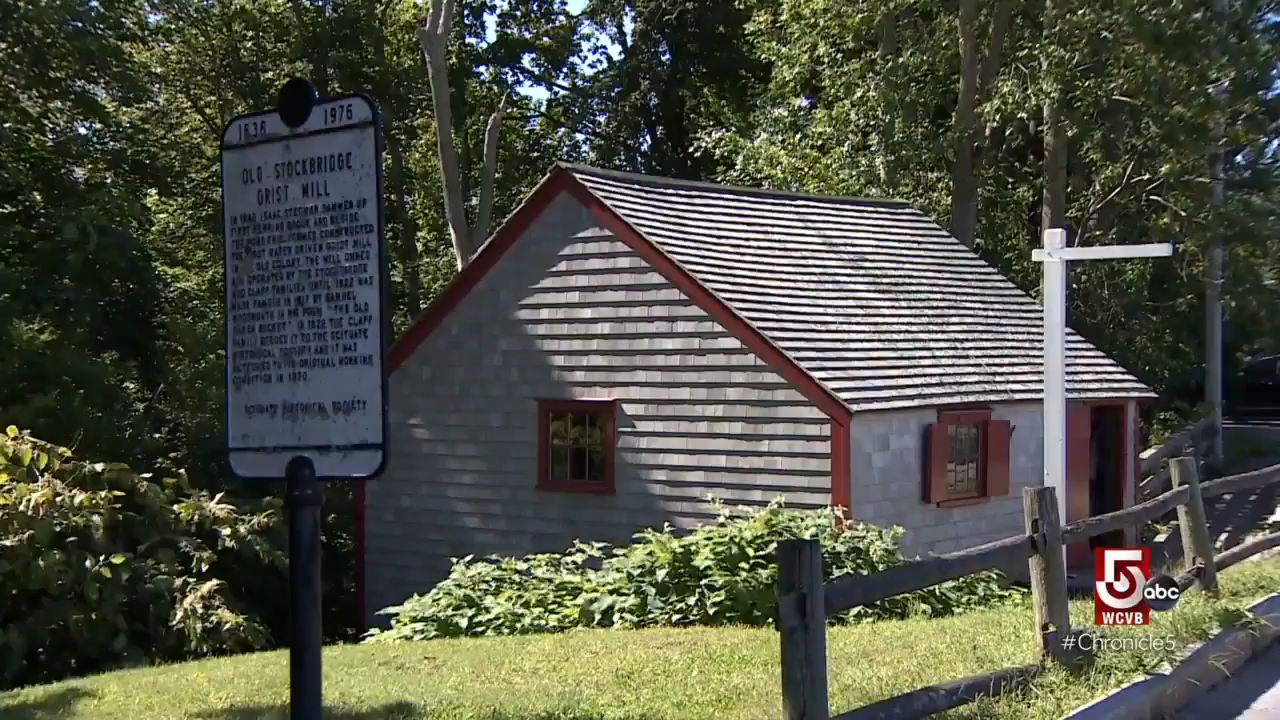 1636 1976
OLD STOCKBRIDGE
GRIST MILL
IN 1640 ISAAC STEDMAN DAMMED UP
FIRST HERRING BROOK AND BESIDE
THE POND THUS FORMED CONSTRUCTED
THE FIRST WATER DRIVEN GRIST MILL
IN OLD COLONY. THE MILL OWNED
AND OPERATED BY THE STOCKBRIDGE
AND CLAPP FAMILIES UNTIL 1922 WAS
MADE FAMOUS IN 1817 BY SAMUEL
WOODWORTH IN HIS POEM "THE OLD
OAKEN BUCKET" IN 1922 THE CLAPP
FAMILY DEEDED IT TO THE SCITUATE
HISTORICAL SOCIETY AND IT WAS
RESTORED TO ITS ORIGINAL WORKING
CONDITION IN 1970.
SCITUATE HISTORICAL SOCIETY
5 abc
WCVB
#Chronicle5